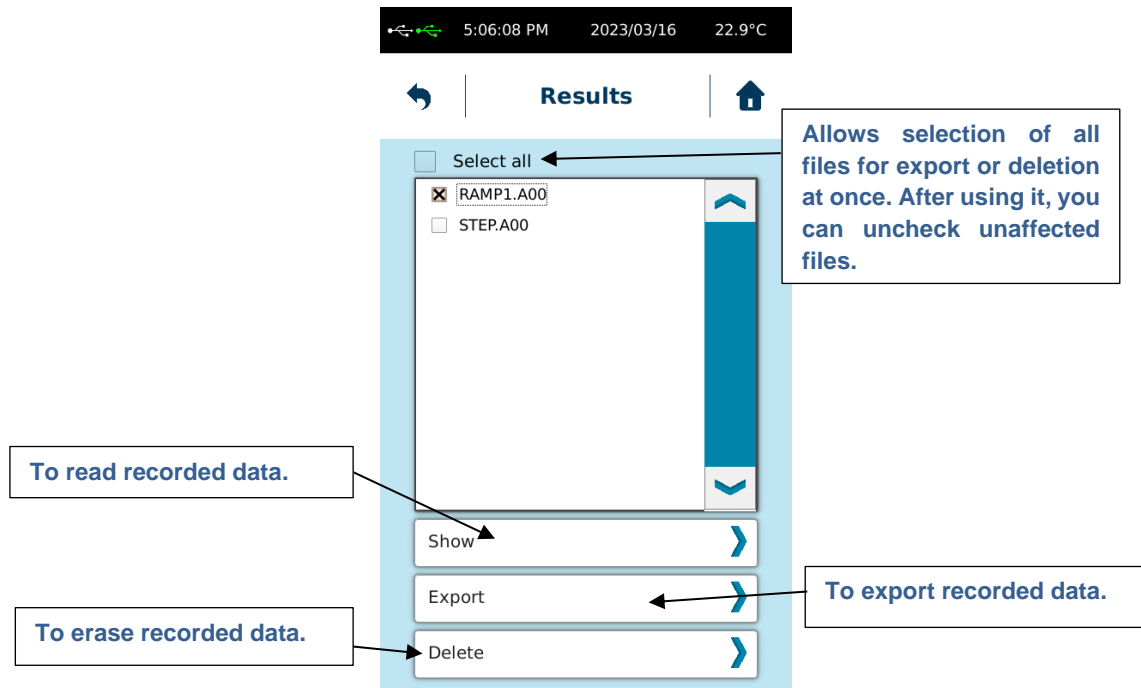 5:06:08 PM 2023/03/16 22.9°C
Results
Select all
RAMP1.A00
STEP.A00
Allows selection of all
files for export or deletion
at once. After using it, you
can uncheck unaffected
files.
To read recorded data.
Show
Export
To export recorded data.
To erase recorded data.
Delete